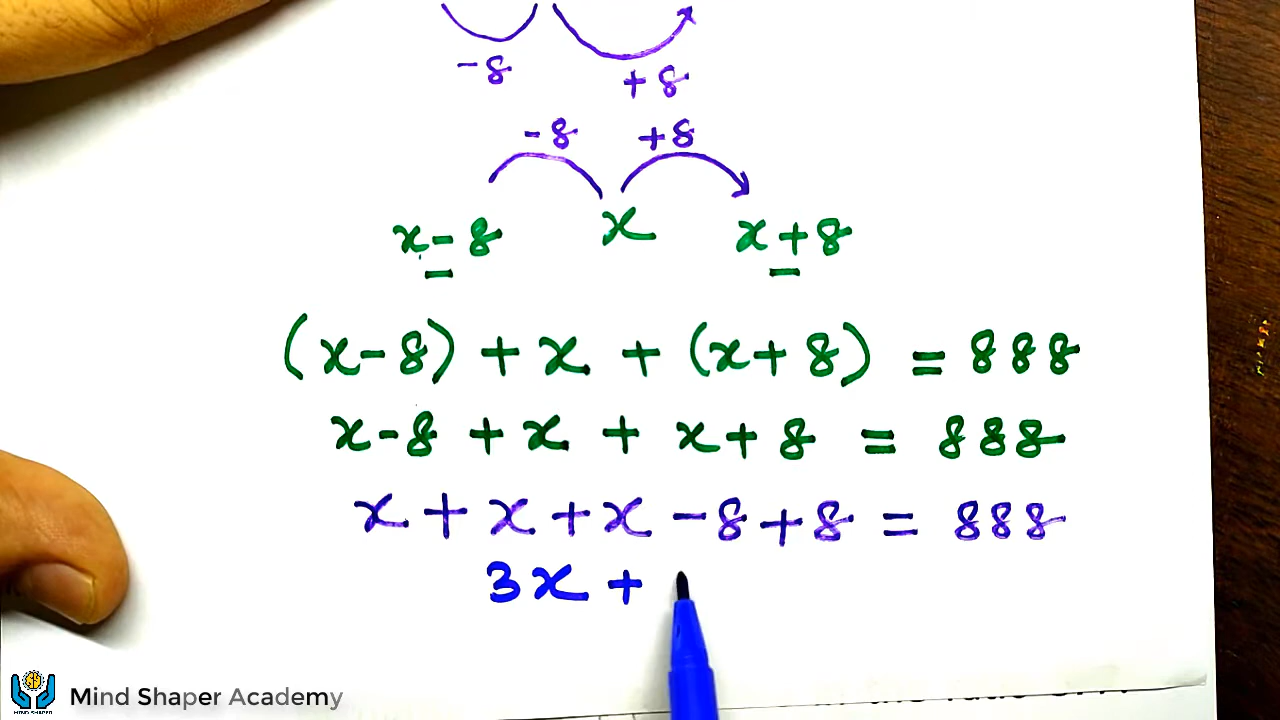 -8 +8
-8 +8
x-8 x x+8
(x-8) + x + (x+8) = 888
x-8 + x + x+8 = 888
x + x + x -8+8 = 888
3x +
Mind Shaper Academy